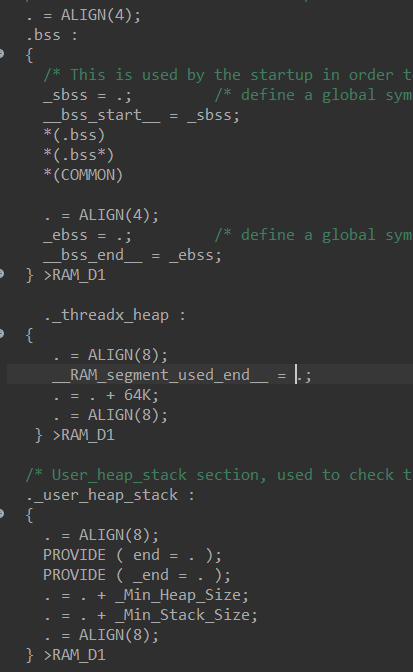 . = ALIGN(4);
.bss :
{
/* This is used by the startup in order t
_sbss = .; /* define a global sym
__bss_start__ = _sbss;
*(.bss)
*(.bss*)
*(COMMON)
. = ALIGN(4);
_ebss = .; /* define a global sym
__bss_end__ = _ebss;
} >RAM_D1
._threadx_heap :
{
. = ALIGN(8);
__RAM_segment_used_end__ = .;
. = . + 64K;
. = ALIGN(8);
} >RAM_D1
/* User_heap_stack section, used to check t
._user_heap_stack :
{
. = ALIGN(8);
PROVIDE ( end = . );
PROVIDE ( _end = . );
. = . + _Min_Heap_Size;
. = . + _Min_Stack_Size;
. = ALIGN(8);
} >RAM_D1